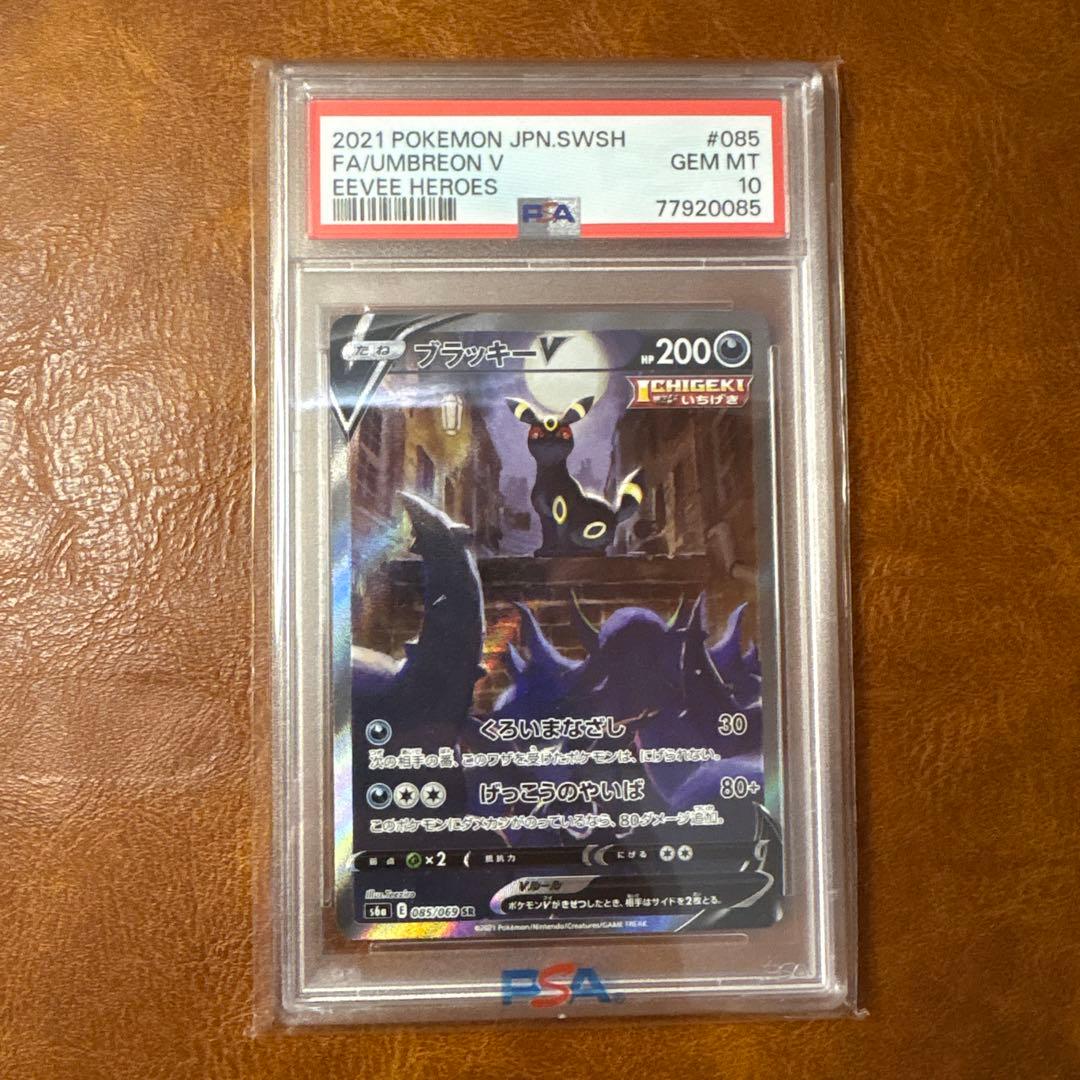 2021 POKEMON JPN.SWSH #085
FA/UMBREON V GEM MT
EEVEE HEROES 10
PSA 77920085
たね ブラッキーV HP 200
ICHIGEKI
いちげき
くろいまなざし 30
次の相手の番、このワザを受けたポケモンは、にげられない。
げっこうのやいば 80+
このポケモンにダメカンがのっているなら、80ダメージ追加。
弱点 ×2 抵抗力 にげる
Illus. Teeziro
Vルール
ポケモンVがきぜつしたとき、相手はサイドを2枚とる。
s6a E 085/069 SR
©2021 Pokémon/Nintendo/Creatures/GAME FREAK
PSA